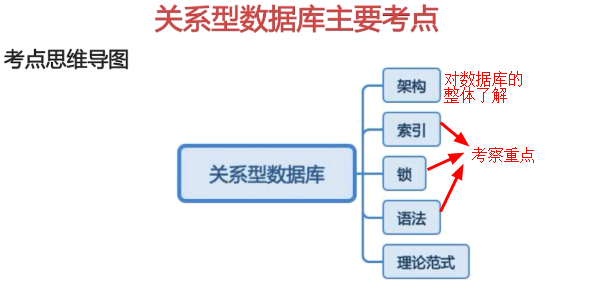 关系型数据库主要考点
考点思维导图
关系型数据库
架构
对数据库的
整体了解
索引
锁
语法
考察重点
理论范式